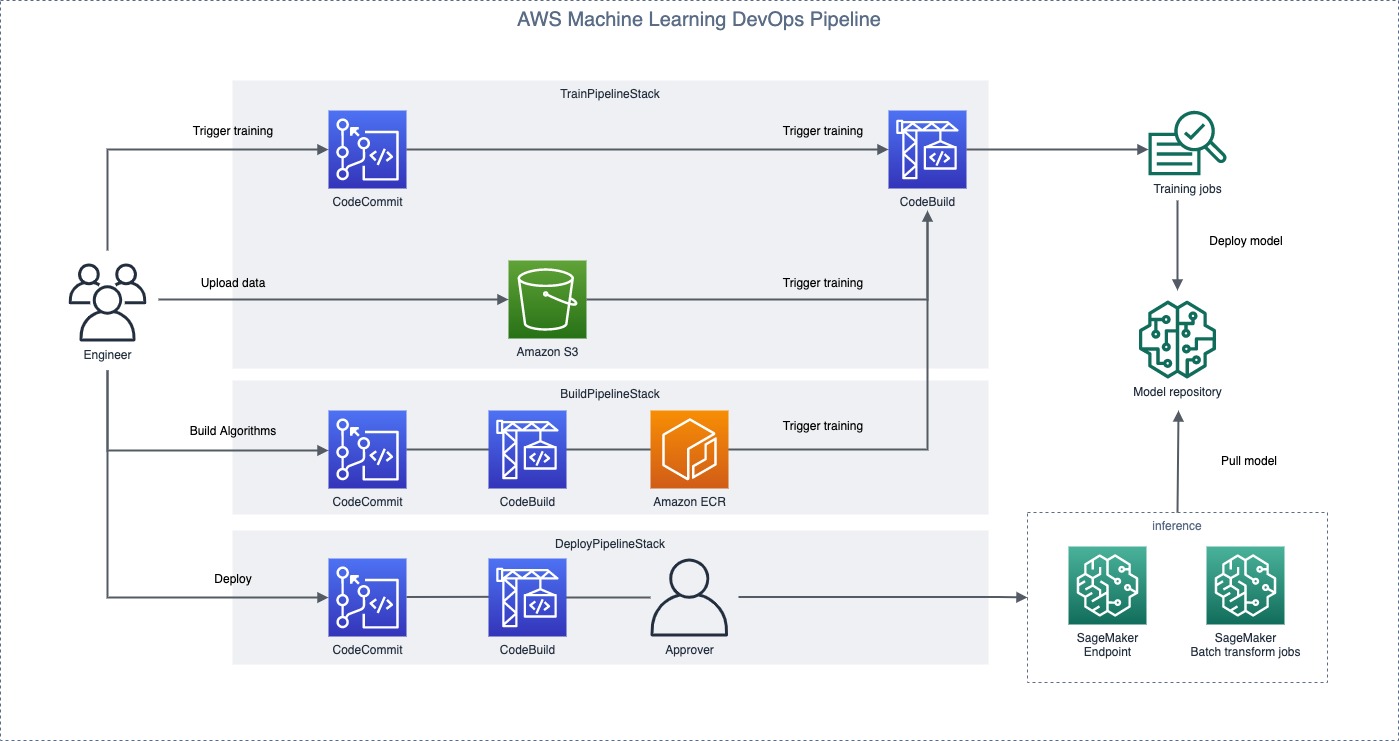 AWS Machine Learning DevOps Pipeline
TrainPipelineStack
Trigger training
Trigger training
CodeCommit
CodeBuild
Training jobs
Deploy model
Upload data
Trigger training
Engineer
Amazon S3
Model repository
BuildPipelineStack
Build Algorithms
Trigger training
CodeCommit
CodeBuild
Amazon ECR
Pull model
inference
DeployPipelineStack
Deploy
CodeCommit
CodeBuild
Approver
SageMaker
Endpoint
SageMaker
Batch transform jobs